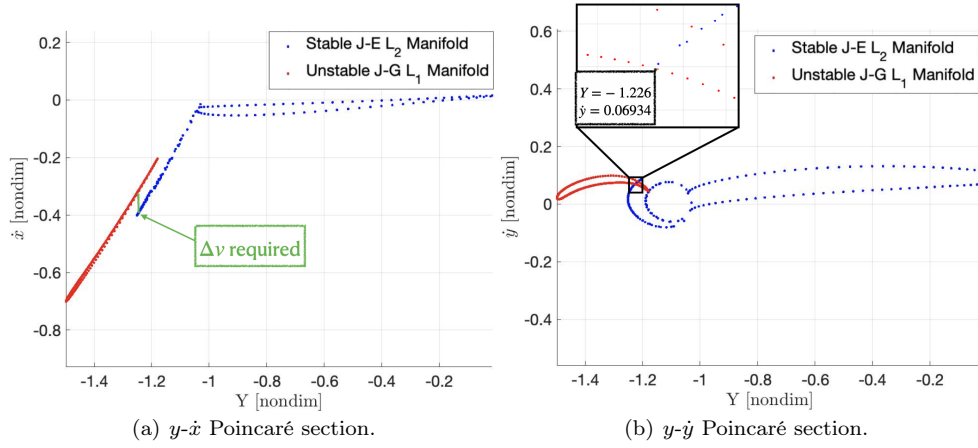 0.2
0
-0.2
-0.4
-0.6
-0.8
ẋ [nondim]
-1.4
-1.2
-1
-0.8
-0.6
-0.4
-0.2
Y [nondim]
Stable J-E L₂ Manifold
Unstable J-G L₁ Manifold
Δv required
(a) y-ẋ Poincaré section.
0.4
0.2
0
-0.2
-0.4
ẏ [nondim]
-1.4
-1.2
-1
-0.8
-0.6
-0.4
-0.2
Y [nondim]
Stable J-E L₂ Manifold
Unstable J-G L₁ Manifold
Y = − 1.226
ẏ = 0.06934
(b) y-ẏ Poincaré section.